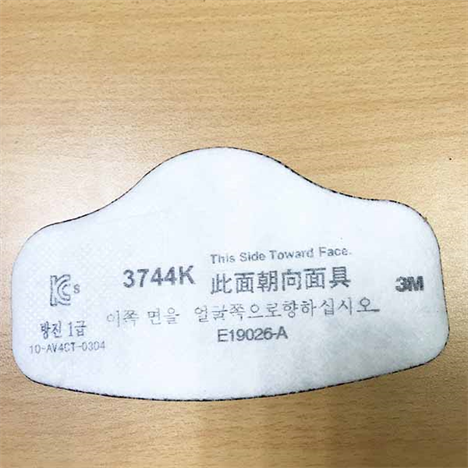 This Side Toward Face.
3744K 此面朝向面具 3M
KCs
이쪽 면을 얼굴쪽으로향하십시오
방진 1급
10-AV4CT-0304
E19026-A